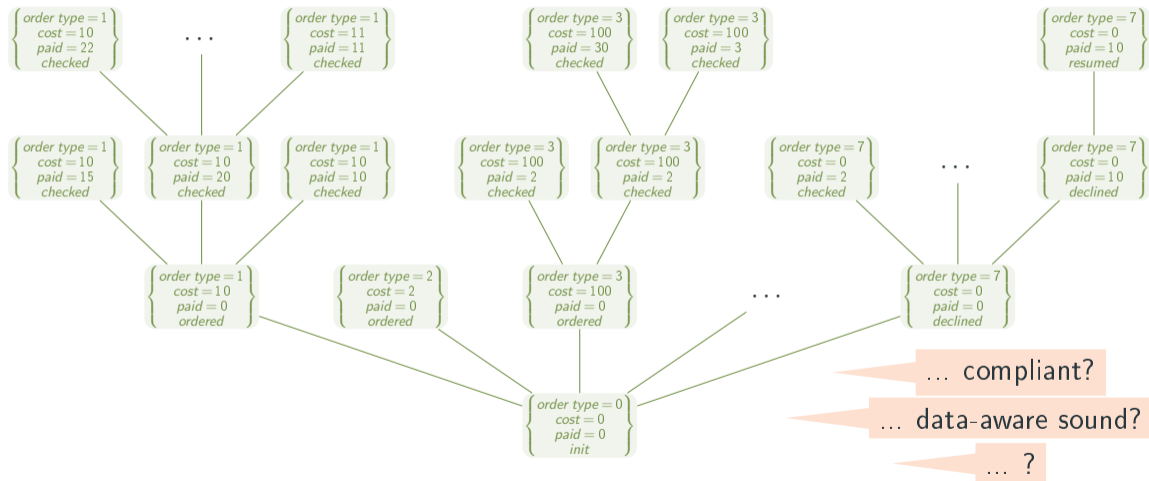 order type = 1
cost = 10
paid = 22
checked
...
order type = 1
cost = 11
paid = 11
checked
order type = 3
cost = 100
paid = 30
checked
order type = 3
cost = 100
paid = 3
checked
order type = 7
cost = 0
paid = 10
resumed
order type = 1
cost = 10
paid = 15
checked
order type = 1
cost = 10
paid = 20
checked
order type = 1
cost = 10
paid = 10
checked
order type = 3
cost = 100
paid = 2
checked
order type = 3
cost = 100
paid = 2
checked
order type = 7
cost = 0
paid = 2
checked
...
order type = 7
cost = 0
paid = 10
declined
order type = 1
cost = 10
paid = 0
ordered
order type = 2
cost = 2
paid = 0
ordered
order type = 3
cost = 100
paid = 0
ordered
...
order type = 7
cost = 0
paid = 0
declined
order type = 0
cost = 0
paid = 0
init
... compliant?
... data-aware sound?
... ?